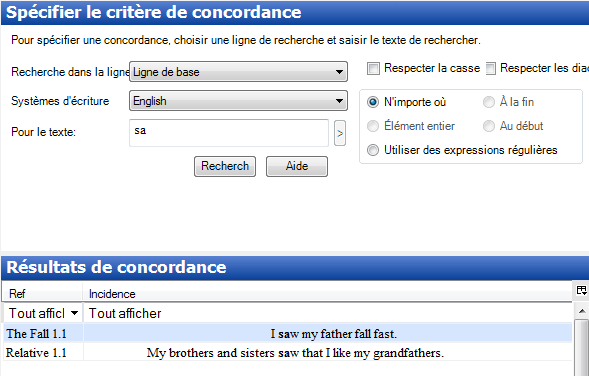 Spécifier le critère de concordance
Pour spécifier une concordance, choisir une ligne de recherche et saisir le texte de rechercher.
Recherche dans la ligne Ligne de base Respecter la casse Respecter les diac
Systèmes d'écriture English N'importe où À la fin
Élément entier Au début
Pour le texte: sa > Utiliser des expressions régulières
Recherch Aide
Résultats de concordance
Ref Incidence
Tout affich Tout afficher
The Fall 1.1 I saw my father fall fast.
Relative 1.1 My brothers and sisters saw that I like my grandfathers.